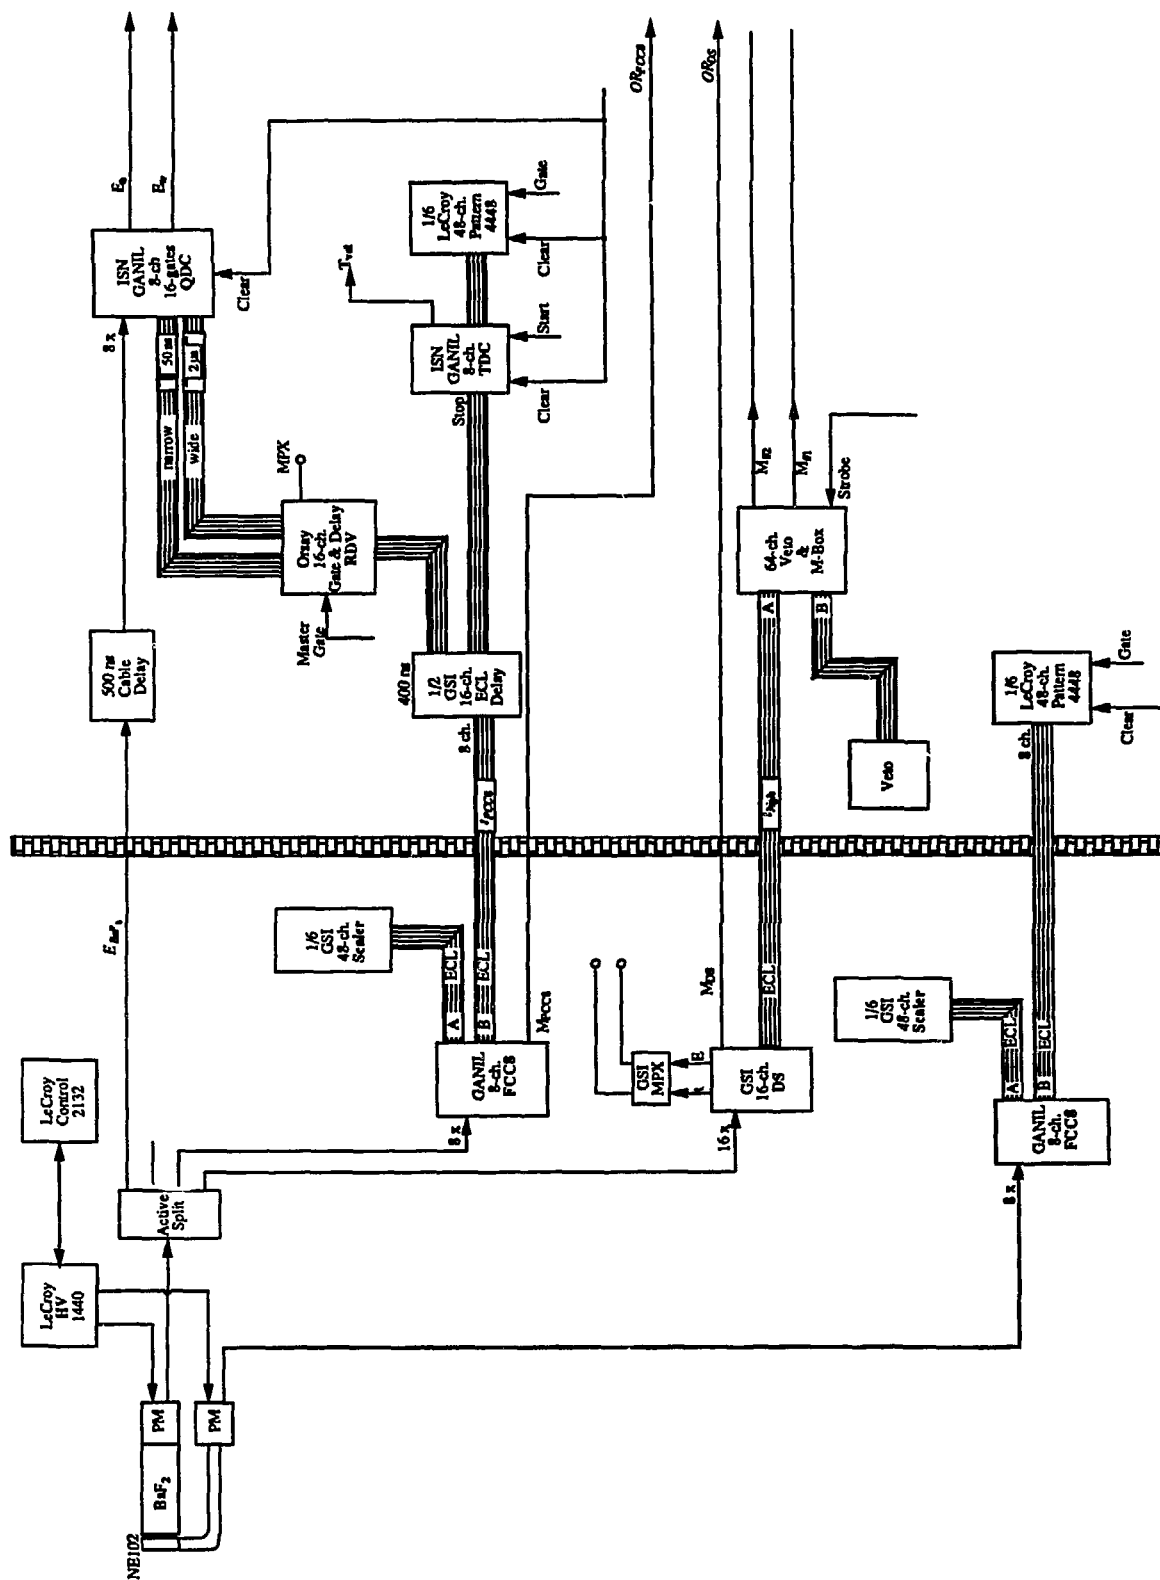 NE102
BaF2
PM
PM
LeCroy
HV
1440
LeCroy
Control
2132
Active
Split
500 ns
Cable
Delay
8 x
ISN
GANIL
8-ch
16-gates
QDC
Clear
narrow
50 ns
wide
2 µs
MPX
Orsay
16-ch.
Gate & Delay
RDV
Master
Gate
1/6
GSI
48-ch.
Scaler
8 x
GANIL
8-ch.
FCC8
A
ECL
B
ECL
MFCC8
tFCC8
8 ch.
400 ns
1/2
GSI
16-ch.
ECL
Delay
Stop
ISN
GANIL
8-ch.
TDC
Clear
Start
1/6
LeCroy
48-ch.
Pattern
4448
Clear
Gate
ORFCC8
GSI
MPX
E
16 x
GSI
16-ch.
DS
MDS
ECL
ORDS
A
B
64-ch.
Veto
&
M-Box
Strobe
Veto
1/6
GSI
48-ch.
Scaler
8 x
GANIL
8-ch.
FCC8
A
ECL
B
ECL
8 ch.
1/6
LeCroy
48-ch.
Pattern
4448
Clear
Gate